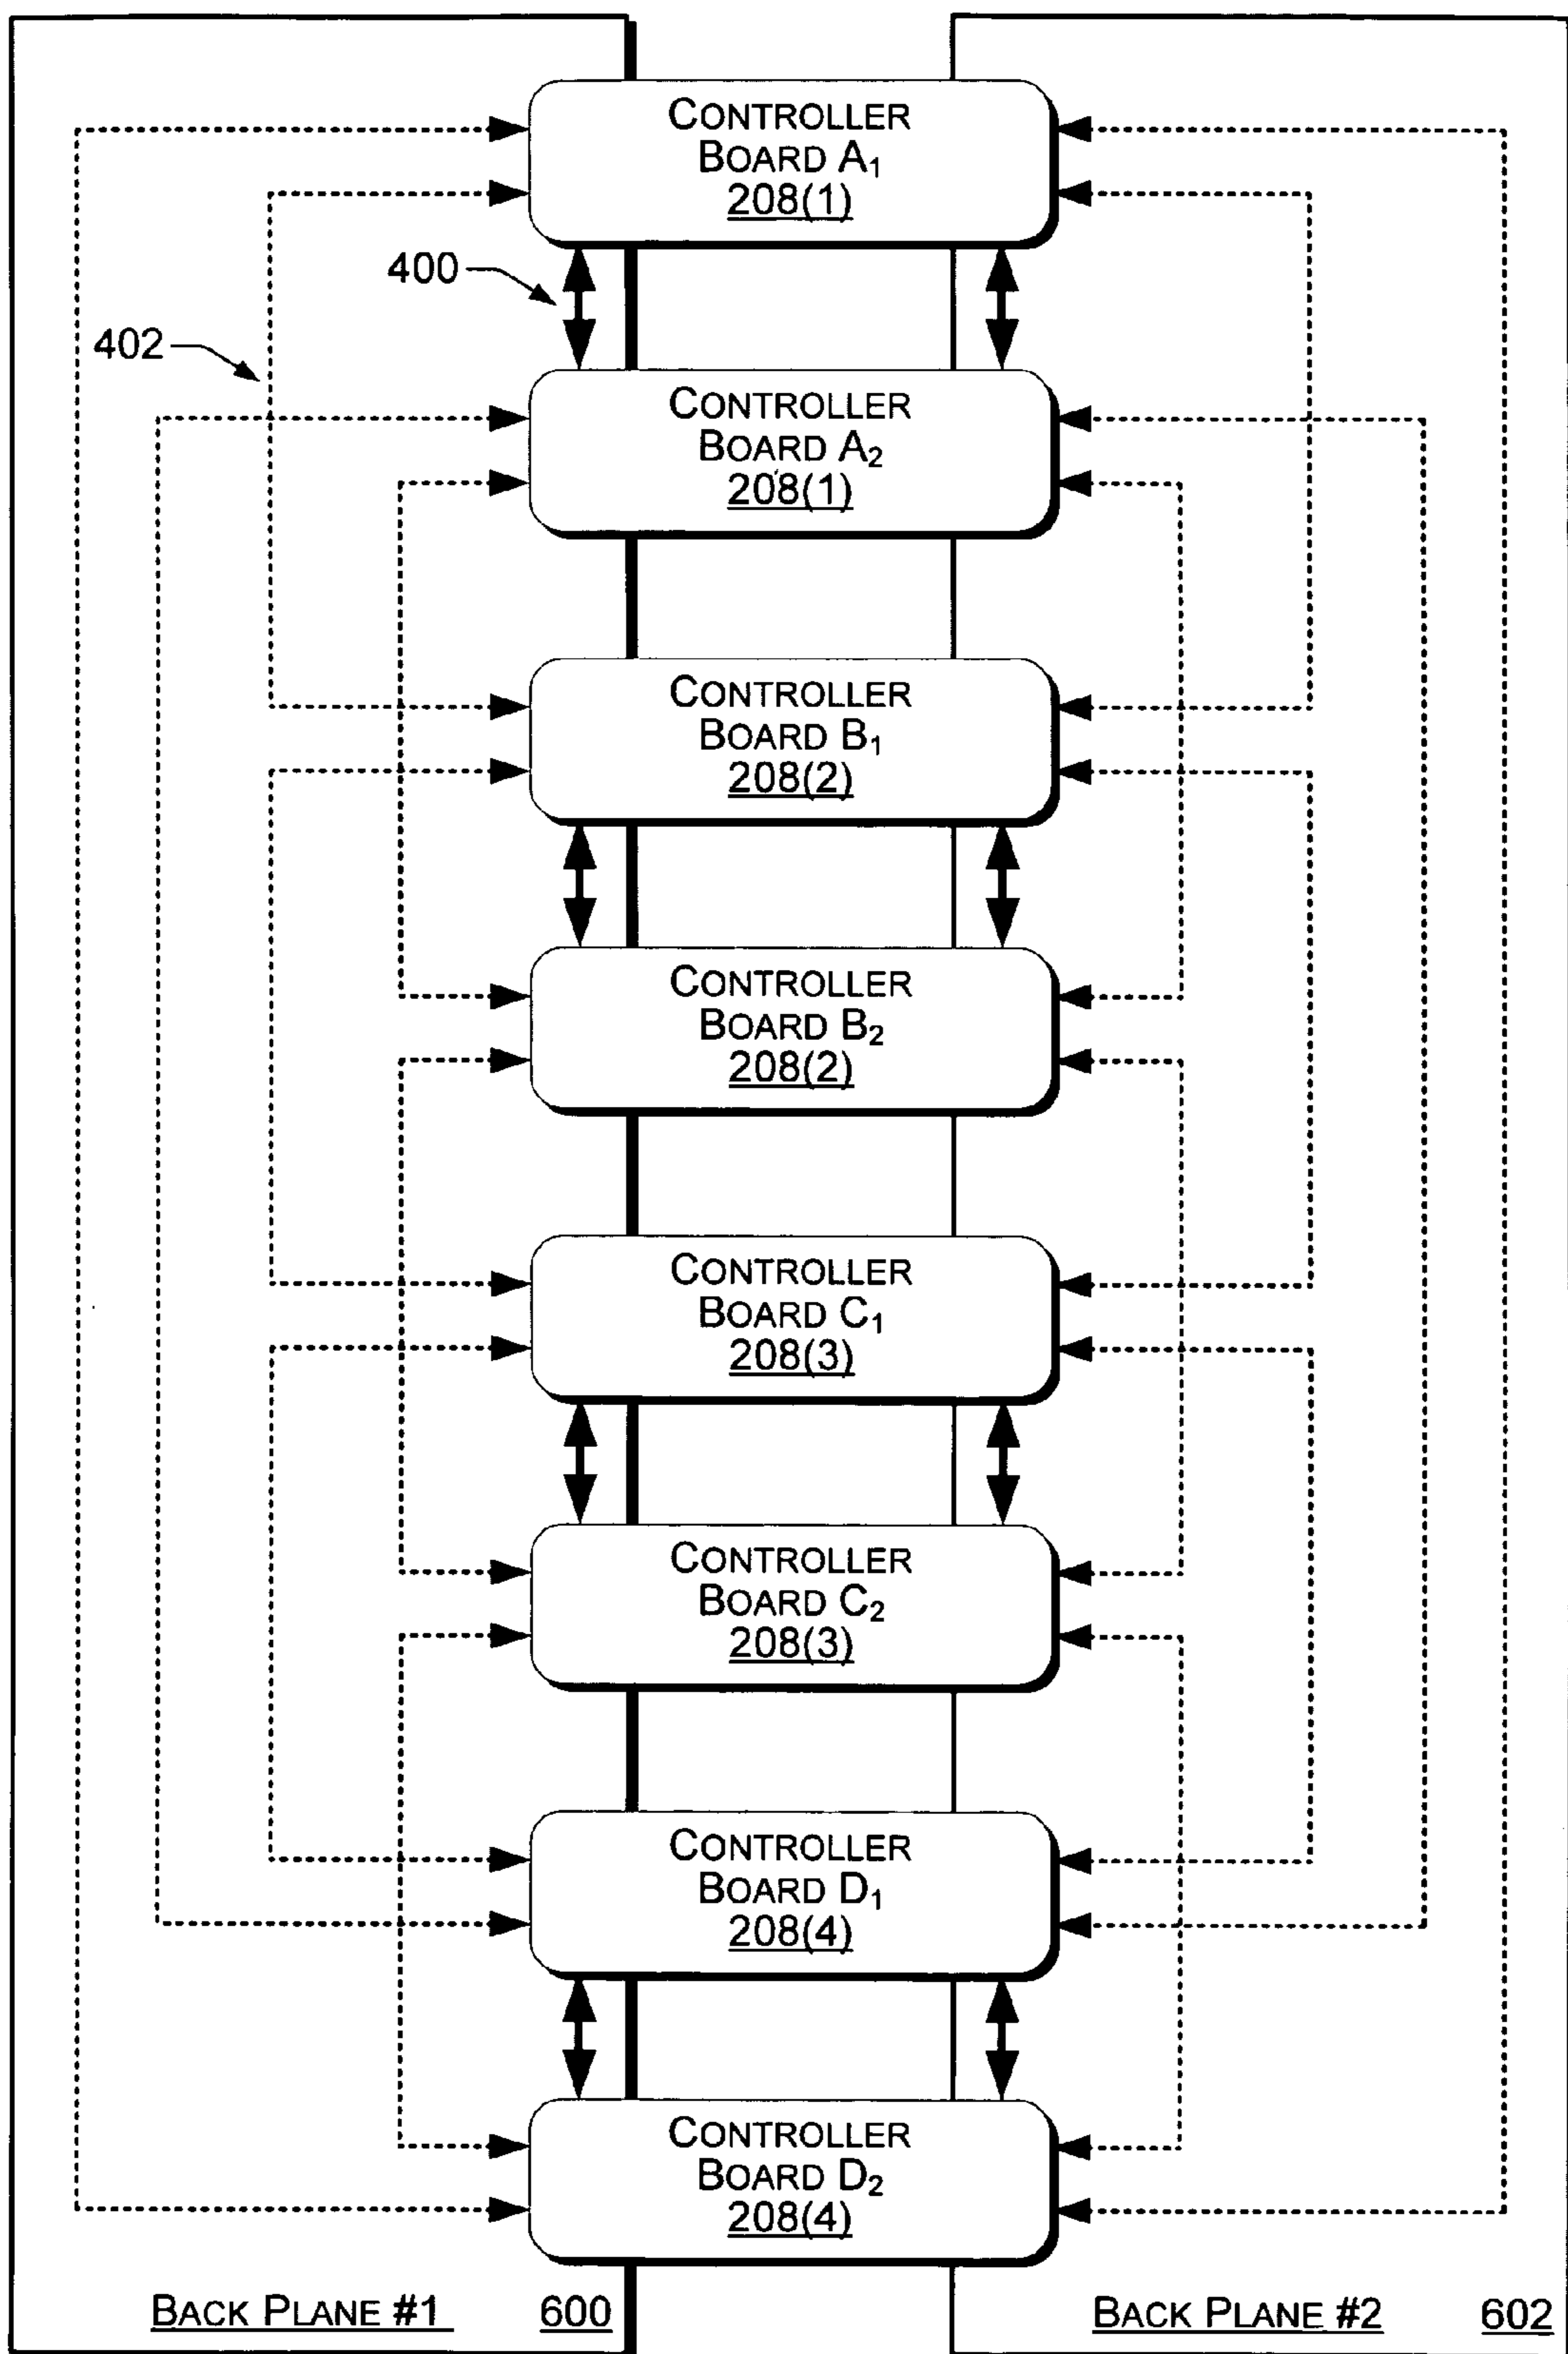 CONTROLLER
BOARD A₁
208(1)
400
402
CONTROLLER
BOARD A₂
208(1)
CONTROLLER
BOARD B₁
208(2)
CONTROLLER
BOARD B₂
208(2)
CONTROLLER
BOARD C₁
208(3)
CONTROLLER
BOARD C₂
208(3)
CONTROLLER
BOARD D₁
208(4)
CONTROLLER
BOARD D₂
208(4)
BACK PLANE #1 600
BACK PLANE #2 602